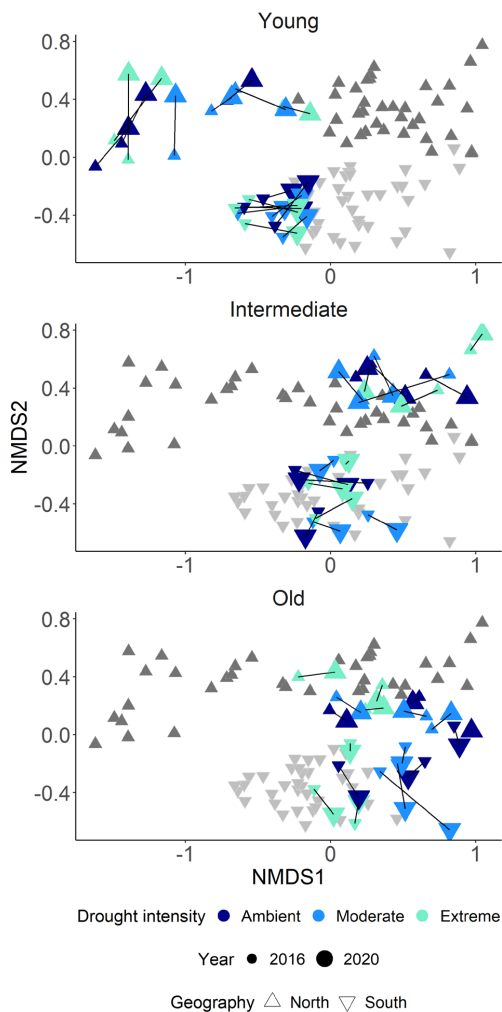 Young
0.8
0.4
0.0
-0.4
-1
0
1
Intermediate
0.8
0.4
0.0
-0.4
-1
0
1
NMDS2
Old
0.8
0.4
0.0
-0.4
-1
0
1
NMDS1
Drought intensity Ambient Moderate Extreme
Year 2016 2020
Geography North South